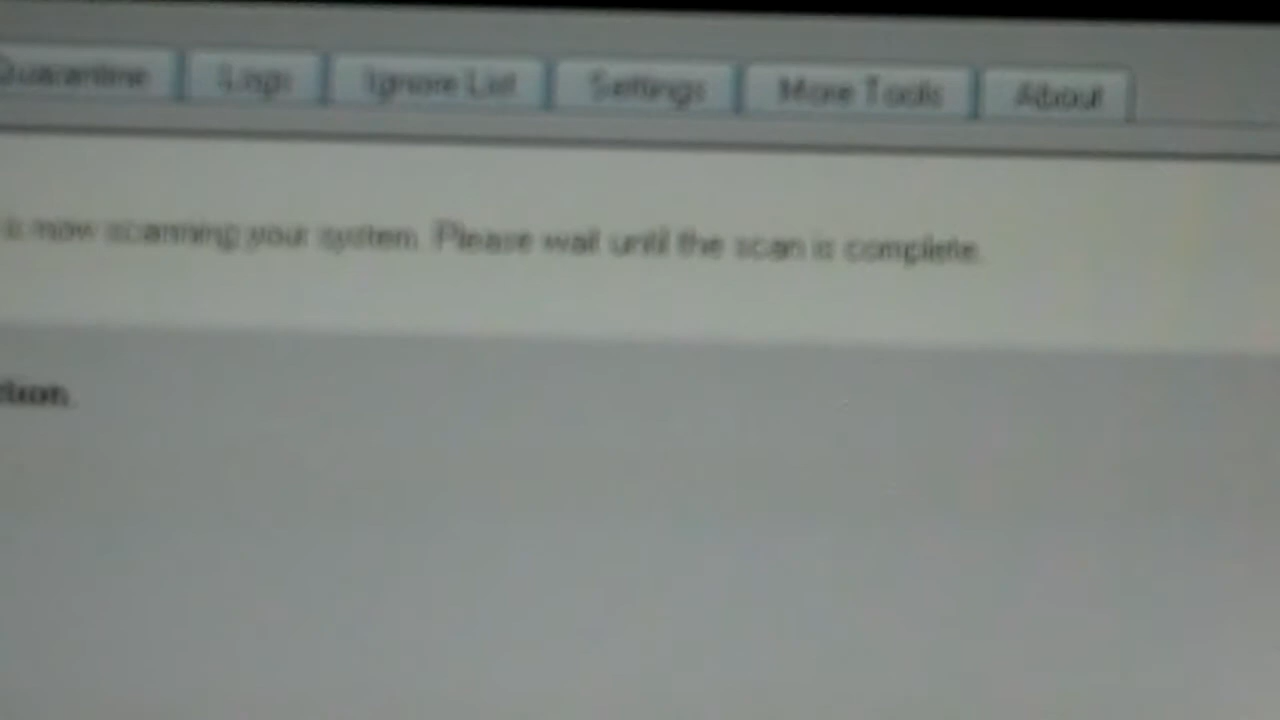 Quarantine Logs Ignore List Settings More Tools About
is now scanning your system. Please wait until the scan is complete.